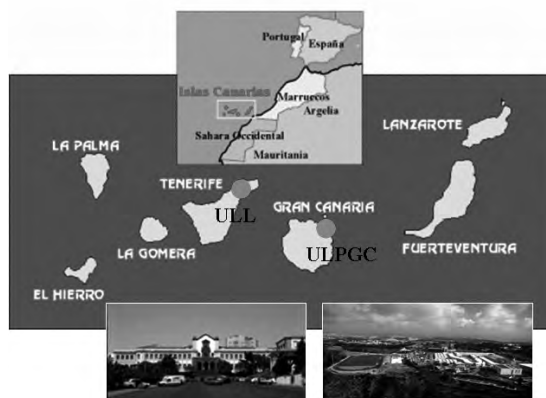 Portugal
España
Islas Canarias
Marruecos
Argelia
Sahara Occidental
Mauritania
LANZAROTE
LA PALMA
TENERIFE
GRAN CANARIA
ULL
ULPGC
LA GOMERA
FUERTEVENTURA
EL HIERRO